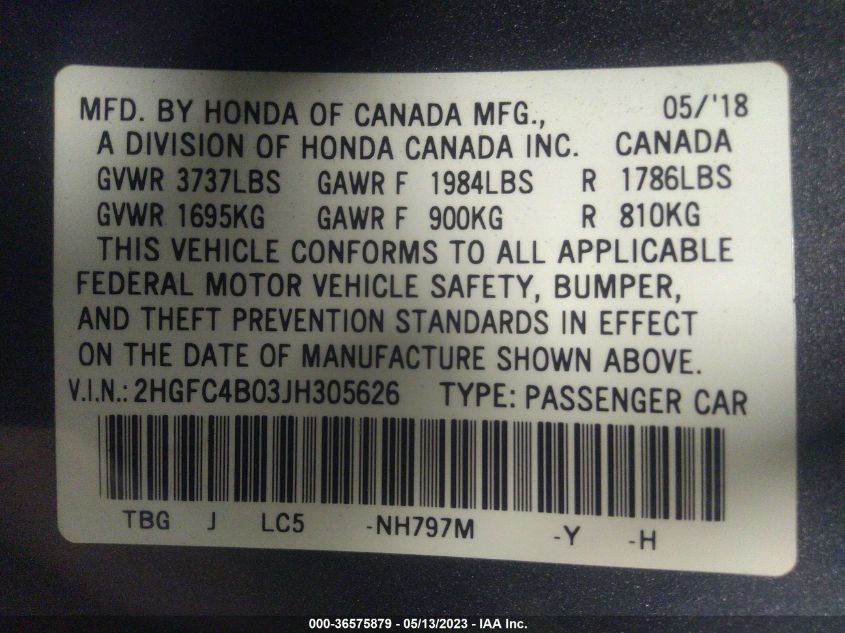 MFD. BY HONDA OF CANADA MFG., 05/'18
A DIVISION OF HONDA CANADA INC. CANADA
GVWR 3737LBS GAWR F 1984LBS R 1786LBS
GVWR 1695KG GAWR F 900KG R 810KG
THIS VEHICLE CONFORMS TO ALL APPLICABLE
FEDERAL MOTOR VEHICLE SAFETY, BUMPER,
AND THEFT PREVENTION STANDARDS IN EFFECT
ON THE DATE OF MANUFACTURE SHOWN ABOVE.
V.I.N.: 2HGFC4B03JH305626 TYPE: PASSENGER CAR
TBG J LC5 -NH797M -Y -H
000-36575879 - 05/13/2023 - IAA Inc.